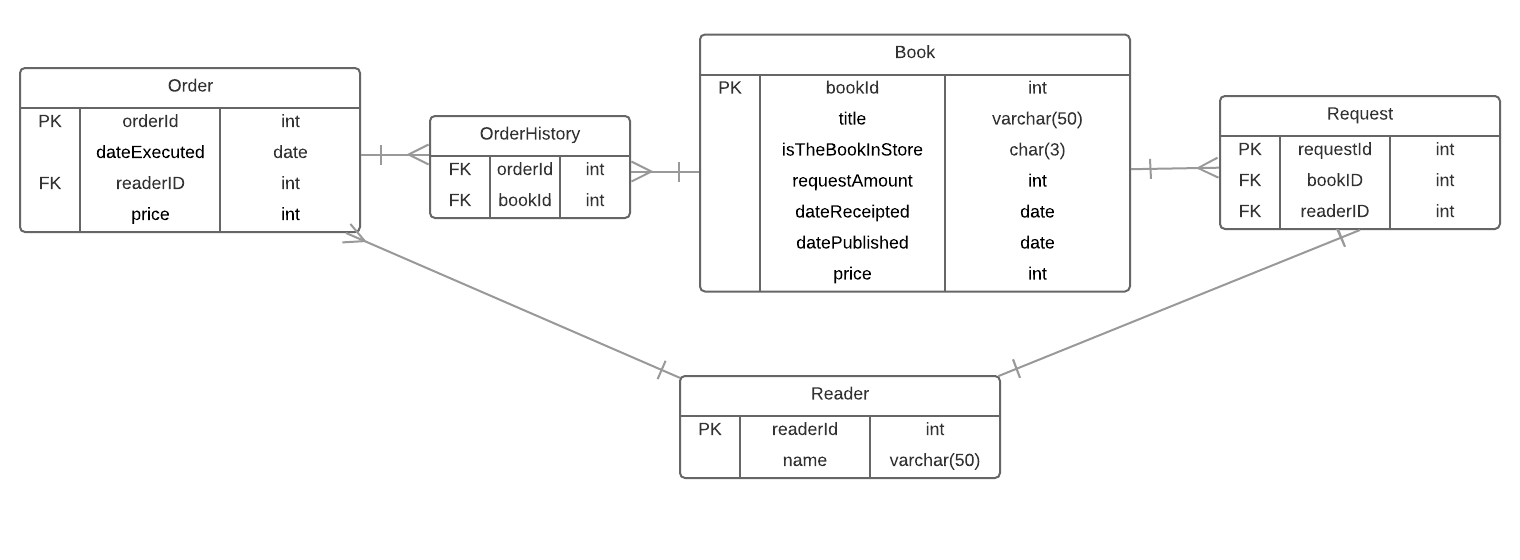 Order
PK orderId int
dateExecuted date
FK readerID int
price int
OrderHistory
FK orderId int
FK bookId int
Book
PK bookId int
title varchar(50)
isTheBookInStore char(3)
requestAmount int
dateReceipted date
datePublished date
price int
Request
PK requestId int
FK bookID int
FK readerID int
Reader
PK readerId int
name varchar(50)